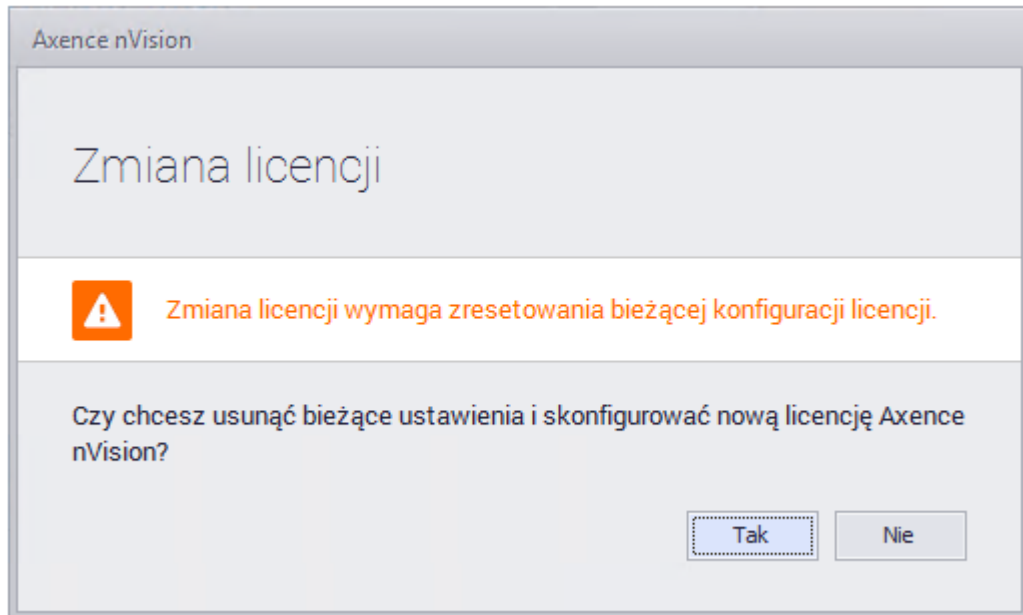 Axence nVision
Zmiana licencji
Zmiana licencji wymaga zresetowania bieżącej konfiguracji licencji.
Czy chcesz usunąć bieżące ustawienia i skonfigurować nową licencję Axence
nVision?
Tak
Nie